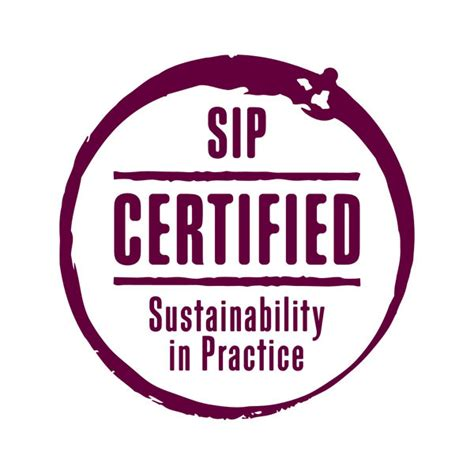 SIP
CERTIFIED
Sustainability
in Practice